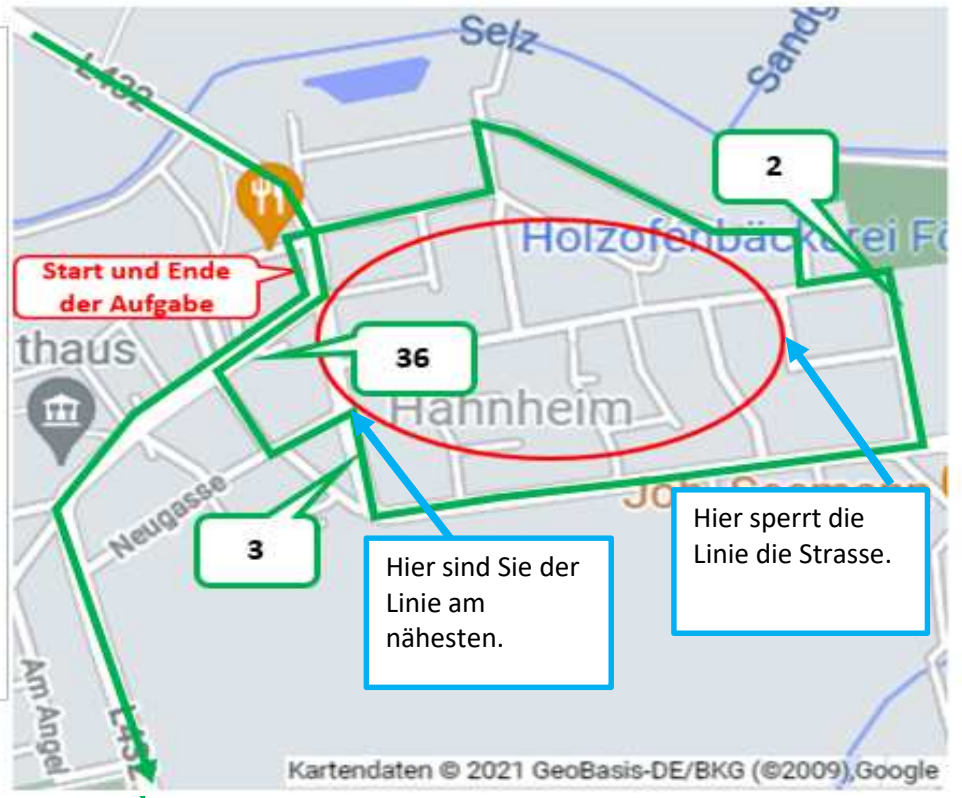 Selz
Sandg
L432
2
Holzofenbäckerei Fö
Start und Ende
der Aufgabe
thaus
36
Hahnheim
Neugasse
3
Hier sind Sie der
Linie am
nähesten.
Hier sperrt die
Linie die Strasse.
Am Angel
L432
Kartendaten © 2021 GeoBasis-DE/BKG (©2009),Google